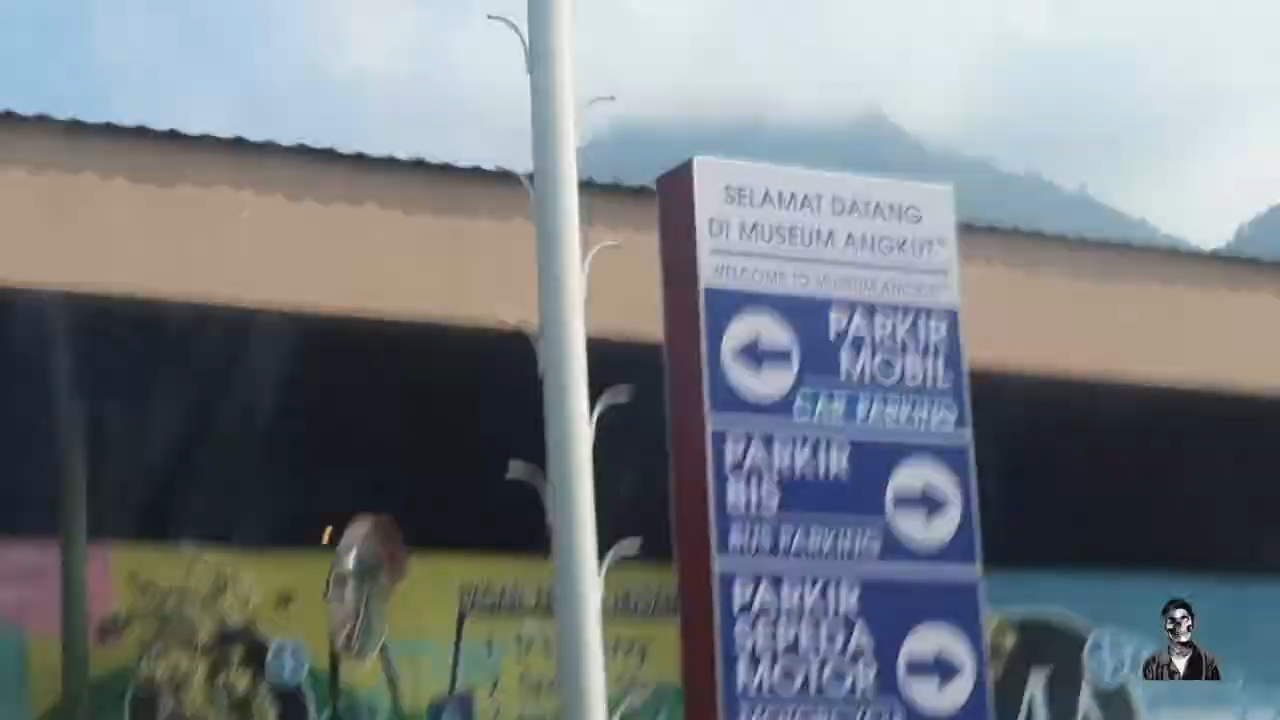 SELAMAT DATANG
DI MUSEUM ANGKUT
WELCOME TO MUSEUM ANGKUT
PARKIR
MOBIL
CAR PARKING
PARKIR
BIS
BUS PARKING
PARKIR
SEPEDA
MOTOR